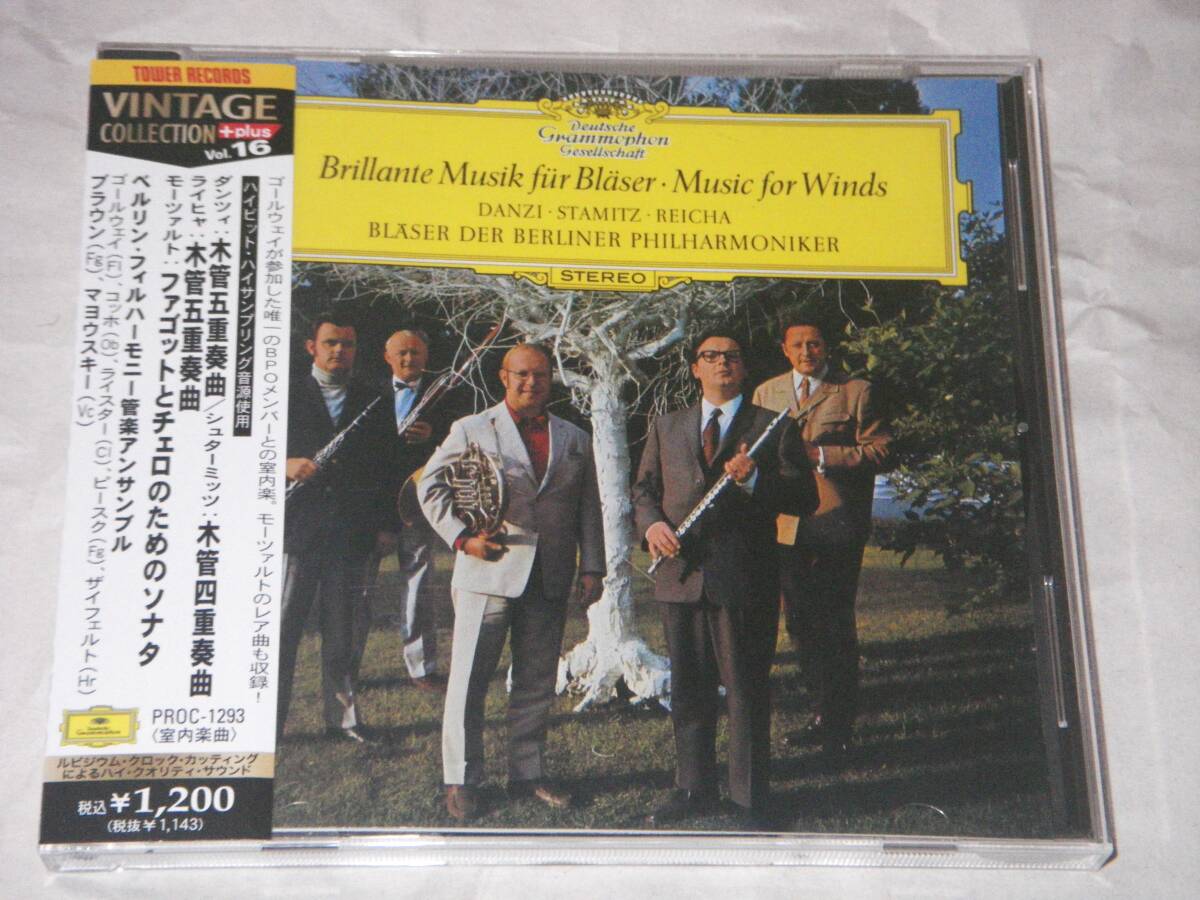 TOWER RECORDS
VINTAGE
COLLECTION +plus
Vol. 16
ゴールウェイが参加した唯一のBPOメンバーとの室内楽。モーツァルトのレア曲も収録！
ハイビット・ハイサンプリング音源使用
ダンツィ：木管五重奏曲／シュターミッツ：木管四重奏曲
ライヒャ：木管五重奏曲
モーツァルト：ファゴットとチェロのためのソナタ
ベルリン・フィルハーモニー管楽アンサンブル
ゴールウェイ(Fl)、コッホ(Ob)、ライスター(Cl)、ピースク(Fg)、ザイフェルト(Hr)
ブラウン(Fg)、マヨウスキー(Vc)
Deutsche
Grammophon
PROC-1293
〈室内楽曲〉
ルビジウム・クロック・カッティング
によるハイ・クオリティ・サウンド
税込¥1,200
(税抜¥1,143)
Deutsche
Grammophon
Gesellschaft
Brillante Musik für Bläser · Music for Winds
DANZI · STAMITZ · REICHA
BLÄSER DER BERLINER PHILHARMONIKER
STEREO